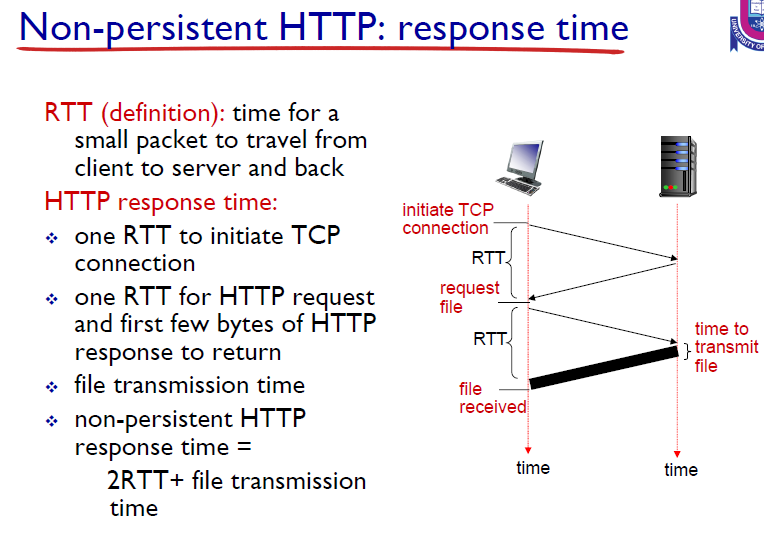 Non-persistent HTTP: response time
UNIVERSITY OF
RTT (definition): time for a
small packet to travel from
client to server and back
HTTP response time:
one RTT to initiate TCP
connection
one RTT for HTTP request
and first few bytes of HTTP
response to return
file transmission time
non-persistent HTTP
response time =
2RTT+ file transmission
time
initiate TCP
connection
RTT
request
file
RTT
file
received
time to
transmit
file
time
time